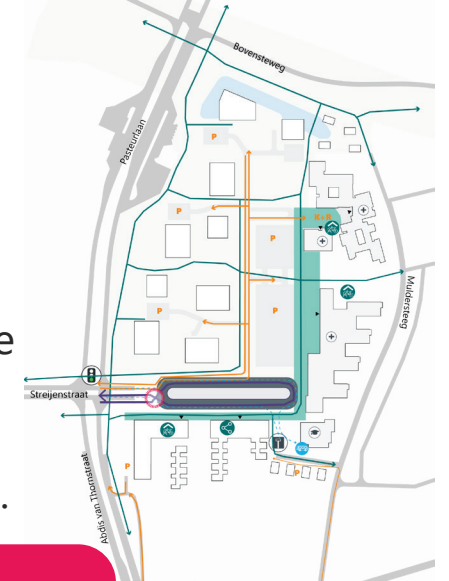 Bovensteweg
Pasteurlaan
P
P
K+R
P
P
P
P
Muldersteeg
e
Streijenstraat
Abdis van Thornstraat
P
P
.